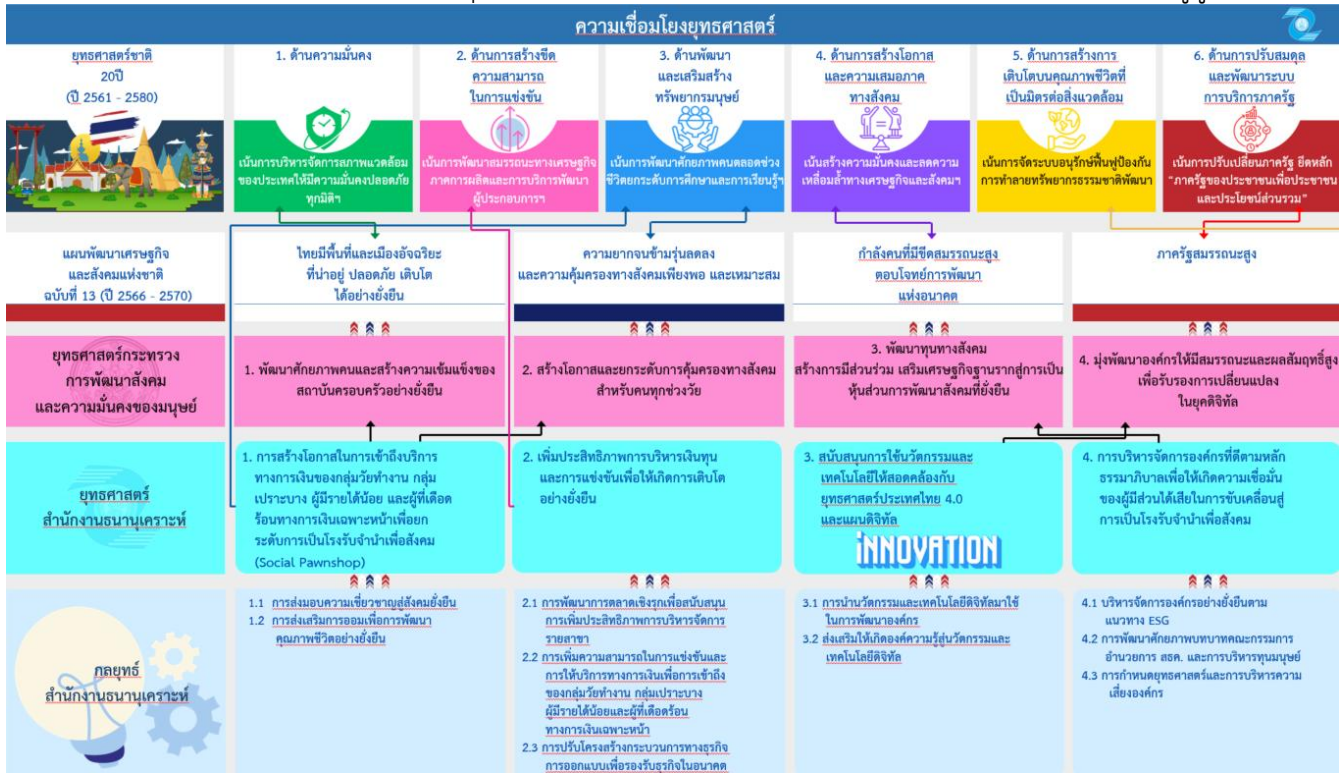 ความเชื่อมโยงยุทธศาสตร์
ยุทธศาสตร์ชาติ
20ปี
(ปี 2561 - 2580)
1. ด้านความมั่นคง
2. ด้านการสร้างขีด
ความสามารถ
ในการแข่งขัน
3. ด้านพัฒนา
และเสริมสร้าง
ทรัพยากรมนุษย์
4. ด้านการสร้างโอกาส
และความเสมอภาค
ทางสังคม
5. ด้านการสร้างการ
เติบโตบนคุณภาพชีวิตที่
เป็นมิตรต่อสิ่งแวดล้อม
6. ด้านการปรับสมดุล
และพัฒนาระบบ
การบริการภาครัฐ
เน้นการบริหารจัดการสภาพแวดล้อม
ของประเทศให้มีความมั่นคงปลอดภัย
ทุกมิติฯ
เน้นการพัฒนาสมรรถนะทางเศรษฐกิจ
ภาคการผลิตและการบริการพัฒนา
ผู้ประกอบการฯ
เน้นการพัฒนาศักยภาพคนตลอดช่วง
ชีวิตยกระดับการศึกษาและการเรียนรู้ฯ
เน้นสร้างความมั่นคงและลดความ
เหลื่อมล้ำทางเศรษฐกิจและสังคมฯ
เน้นการจัดระบบอนุรักษ์ฟื้นฟูป้องกัน
การทำลายทรัพยากรธรรมชาติพัฒนา
เน้นการปรับเปลี่ยนภาครัฐ ยึดหลัก
"ภาครัฐของประชาชนเพื่อประชาชน
และประโยชน์ส่วนรวม"
แผนพัฒนาเศรษฐกิจ
และสังคมแห่งชาติ
ฉบับที่ 13 (ปี 2566 - 2570)
ไทยมีพื้นที่และเมืองอัจฉริยะ
ที่น่าอยู่ ปลอดภัย เติบโต
ได้อย่างยั่งยืน
ความยากจนข้ามรุ่นลดลง
และความคุ้มครองทางสังคมเพียงพอ และเหมาะสม
กำลังคนที่มีขีดสมรรถนะสูง
ตอบโจทย์การพัฒนา
แห่งอนาคต
ภาครัฐสมรรถนะสูง
ยุทธศาสตร์กระทรวง
การพัฒนาสังคม
และความมั่นคงของมนุษย์
1. พัฒนาศักยภาพคนและสร้างความเข้มแข็งของ
สถาบันครอบครัวอย่างยั่งยืน
2. สร้างโอกาสและยกระดับการคุ้มครองทางสังคม
สำหรับคนทุกช่วงวัย
3. พัฒนาทุนทางสังคม
สร้างการมีส่วนร่วม เสริมเศรษฐกิจฐานรากสู่การเป็น
หุ้นส่วนการพัฒนาสังคมที่ยั่งยืน
4. มุ่งพัฒนาองค์กรให้มีสมรรถนะและผลสัมฤทธิ์สูง
เพื่อรับรองการเปลี่ยนแปลง
ในยุคดิจิทัล
ยุทธศาสตร์
สำนักงานธนานุเคราะห์
1. การสร้างโอกาสในการเข้าถึงบริการ
ทางการเงินของกลุ่มวัยทำงาน กลุ่ม
เปราะบาง ผู้มีรายได้น้อย และผู้ที่เดือด
ร้อนทางการเงินเฉพาะหน้าเพื่อยก
ระดับการเป็นโรงรับจำนำเพื่อสังคม
(Social Pawnshop)
2. เพิ่มประสิทธิภาพการบริหารเงินทุน
และการแข่งขันเพื่อให้เกิดการเติบโต
อย่างยั่งยืน
3. สนับสนุนการใช้นวัตกรรมและ
เทคโนโลยีให้สอดคล้องกับ
ยุทธศาสตร์ประเทศไทย 4.0
และแผนดิจิทัล
iNNOVATION
4. การบริหารจัดการองค์กรที่ดีตามหลัก
ธรรมาภิบาลเพื่อให้เกิดความเชื่อมั่น
ของผู้มีส่วนได้เสียในการขับเคลื่อนสู่
การเป็นโรงรับจำนำเพื่อสังคม
กลยุทธ์
สำนักงานธนานุเคราะห์
1.1 การส่งมอบความเชี่ยวชาญสู่สังคมยั่งยืน
1.2 การส่งเสริมการออมเพื่อการพัฒนา
คุณภาพชีวิตอย่างยั่งยืน
2.1 การพัฒนาการตลาดเชิงรุกเพื่อสนับสนุน
การเพิ่มประสิทธิภาพการบริหารจัดการ
รายสาขา
2.2 การเพิ่มความสามารถในการแข่งขันและ
การให้บริการทางการเงินเพื่อการเข้าถึง
ของกลุ่มวัยทำงาน กลุ่มเปราะบาง
ผู้มีรายได้น้อยและผู้ที่เดือดร้อน
ทางการเงินเฉพาะหน้า
2.3 การปรับโครงสร้างกระบวนการทางธุรกิจ
การออกแบบเพื่อรองรับธุรกิจในอนาคต
3.1 การนำนวัตกรรมและเทคโนโลยีดิจิทัลมาใช้
ในการพัฒนาองค์กร
3.2 ส่งเสริมให้เกิดองค์ความรู้สู่นวัตกรรมและ
เทคโนโลยีดิจิทัล
4.1 บริหารจัดการองค์กรอย่างยั่งยืนตาม
แนวทาง ESG
4.2 การพัฒนาศักยภาพบทบาทคณะกรรมการ
อำนวยการ สธค. และการบริหารทุนมนุษย์
4.3 การกำหนดยุทธศาสตร์และการบริหารความ
เสี่ยงองค์กร